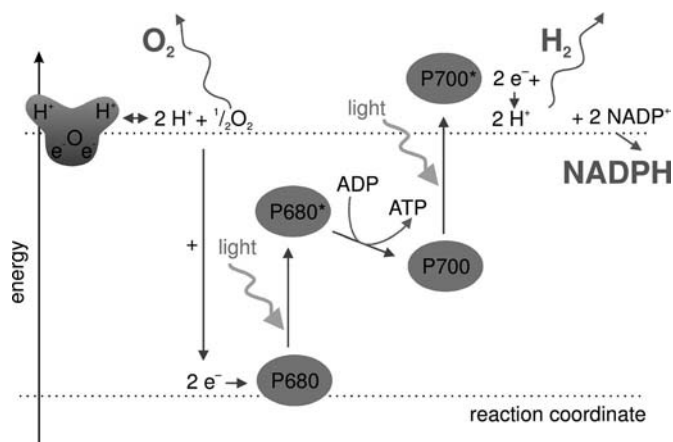 O₂
H₂
P700*
2 e⁻+
H⁺ H⁺
O
e⁻ e⁻
2 H⁺ + ¹/₂O₂
light
2 H⁺
+ 2 NADP⁺
NADPH
ADP
ATP
P680*
+
light
P700
energy
2 e⁻
P680
reaction coordinate